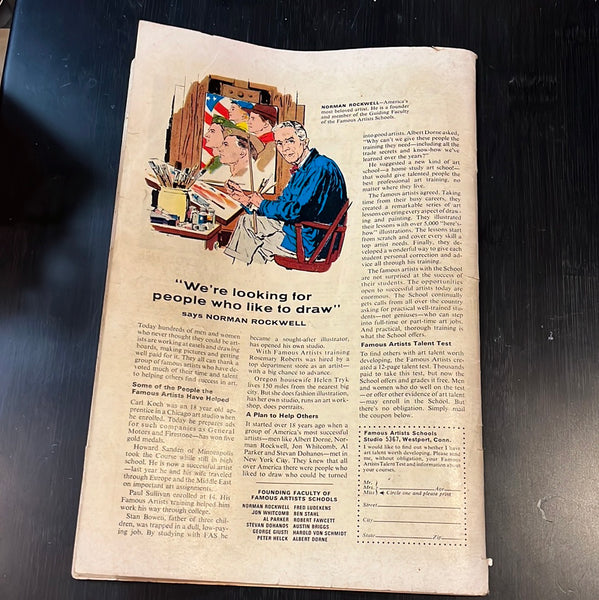 NORMAN ROCKWELL—America's
most beloved artist. He is a founder
and member of the Guiding Faculty
of the Famous Artists Schools.
"We're looking for
people who like to draw"
says NORMAN ROCKWELL
Today hundreds of men and women
who never thought they could be art-
ists are working at easels and drawing
boards, making pictures and getting
well paid for it. They all can thank a
group of famous artists who have de-
voted much of their time and talent
to helping others find success in art.
Some of the People the
Famous Artists Have Helped
Carl Koch was an 18 year old ap-
prentice in a Chicago art studio when
he enrolled. Today he prepares ads
for such companies as General
Motors and Firestone—has won five
gold medals.
Howard Sanden of Minneapolis
took the Course while still in high
school. He is now a successful artist
—last year he and his wife traveled
through Europe and the Middle East
on important art assignments.
Paul Sullivan enrolled at 14. His
Famous Artists training helped him
work his way through college.
Stan Bowen, father of three chil-
dren, was trapped in a dull, low-pay-
ing job. By studying with FAS he
became a sought-after illustrator,
has opened his own studio.
With Famous Artists training
Rosemary Roberts was hired by a
top department store as an artist—
with a big chance to advance.
Oregon housewife Helen Tryk
lives 150 miles from the nearest big
city. But she does fashion illustration,
has her own studio, runs an art work-
shop, does portraits.
A Plan to Help Others
It started over 18 years ago when a
group of America's most successful
artists—men like Albert Dorne, Nor-
man Rockwell, Jon Whitcomb, Al
Parker and Stevan Dohanos—met in
New York City. They knew that all
over America there were people who
liked to draw who could be turned
FOUNDING FACULTY OF
FAMOUS ARTISTS SCHOOLS
NORMAN ROCKWELL FRED LUDEKENS
JON WHITCOMB BEN STAHL
AL PARKER ROBERT FAWCETT
STEVAN DOHANOS AUSTIN BRIGGS
GEORGE GIUSTI HAROLD VON SCHMIDT
PETER HELCK ALBERT DORNE
into good artists. Albert Dorne asked,
"Why can't we give these people the
training they need—including all the
trade secrets and know-how we've
learned over the years?"
He suggested a new kind of art
school—a home study art school—
that would give talented people the
best professional art training, no
matter where they live.
The famous artists agreed. Taking
time from their busy careers, they
created a remarkable series of art
lessons covering every aspect of draw-
ing and painting. They illustrated
their lessons with over 5,000 "here's-
how" illustrations. The lessons start
from scratch and cover every skill a
top artist needs. Finally, they de-
veloped a wonderful way to give each
student personal correction and ad-
vice all through his training.
The famous artists with the School
are not surprised at the success of
their students. The opportunities
open to successful artists today are
enormous. The School continually
gets calls from all over the country,
asking for practical well-trained stu-
dents—not geniuses—who can step
into full-time or part-time art jobs.
And practical, thorough training is
what the School offers.
Famous Artists Talent Test
To find others with art talent worth
developing, the Famous Artists cre-
ated a 12-page talent test. Thousands
paid to take this test, but now the
School offers and grades it free. Men
and women who do well on the test
—or offer other evidence of art talent
—may enroll in the School. But
there's no obligation. Simply mail
the coupon below.
Famous Artists Schools
Studio 5367, Westport, Conn.
I would like to find out whether I have
art talent worth developing. Please send
me, without obligation, your Famous
Artists Talent Test and information about
your courses.
Mr.
Mrs. Age
Miss Circle one and please print
Street
City
State Zip